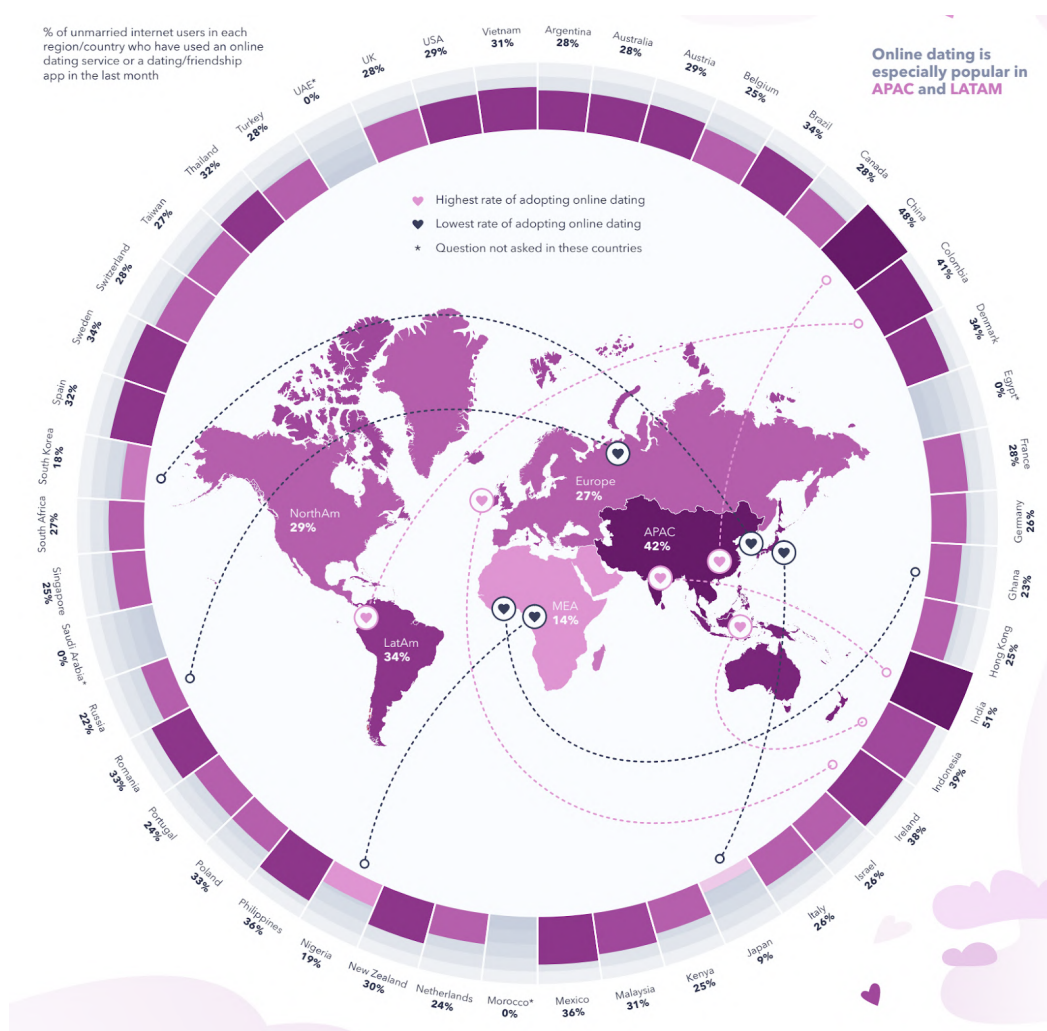 % of unmarried internet users in each
region/country who have used an online
dating service or a dating/friendship
app in the last month
Online dating is
especially popular in
APAC and LATAM
Highest rate of adopting online dating
Lowest rate of adopting online dating
* Question not asked in these countries
Argentina
28%
Australia
28%
Austria
29%
Belgium
25%
Brazil
34%
Canada
28%
China
48%
Colombia
41%
Denmark
34%
Egypt*
0%
France
28%
Germany
26%
Ghana
23%
Hong Kong
25%
India
51%
Indonesia
39%
Ireland
38%
Israel
26%
Italy
26%
Japan
9%
Kenya
25%
Malaysia
31%
Mexico
36%
Morocco*
0%
Netherlands
24%
New Zealand
30%
Nigeria
19%
Philippines
36%
Poland
33%
Portugal
24%
Romania
33%
Russia
22%
Saudi Arabia*
0%
Singapore
25%
South Africa
27%
South Korea
18%
Spain
32%
Sweden
34%
Switzerland
28%
Taiwan
27%
Thailand
32%
Turkey
28%
UAE*
0%
UK
28%
USA
29%
Vietnam
31%
NorthAm
29%
Europe
27%
APAC
42%
MEA
14%
LatAm
34%